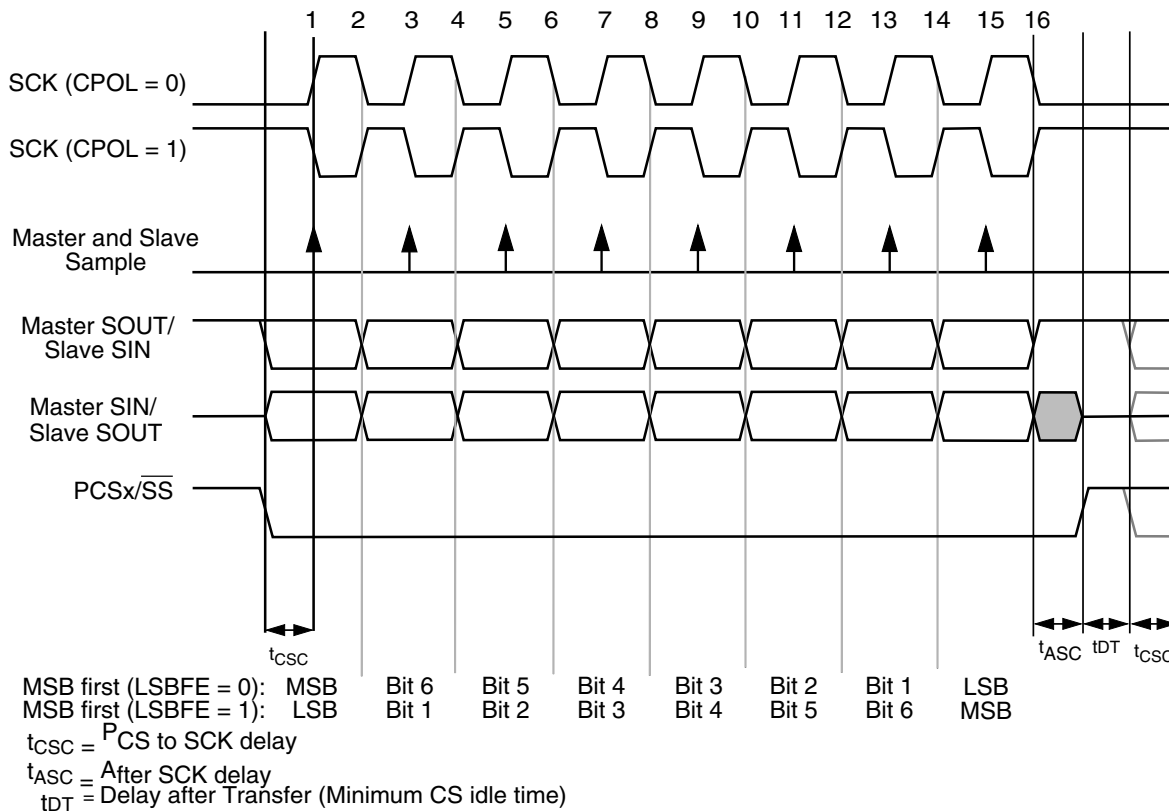 1 2 3 4 5 6 7 8 9 10 11 12 13 14 15 16
SCK (CPOL = 0)
SCK (CPOL = 1)
Master and Slave
Sample
Master SOUT/
Slave SIN
Master SIN/
Slave SOUT
PCSx/SS
tCSC tASC tDT tCSC
MSB first (LSBFE = 0): MSB Bit 6 Bit 5 Bit 4 Bit 3 Bit 2 Bit 1 LSB
MSB first (LSBFE = 1): LSB Bit 1 Bit 2 Bit 3 Bit 4 Bit 5 Bit 6 MSB
tCSC = PCS to SCK delay
tASC = After SCK delay
tDT = Delay after Transfer (Minimum CS idle time)